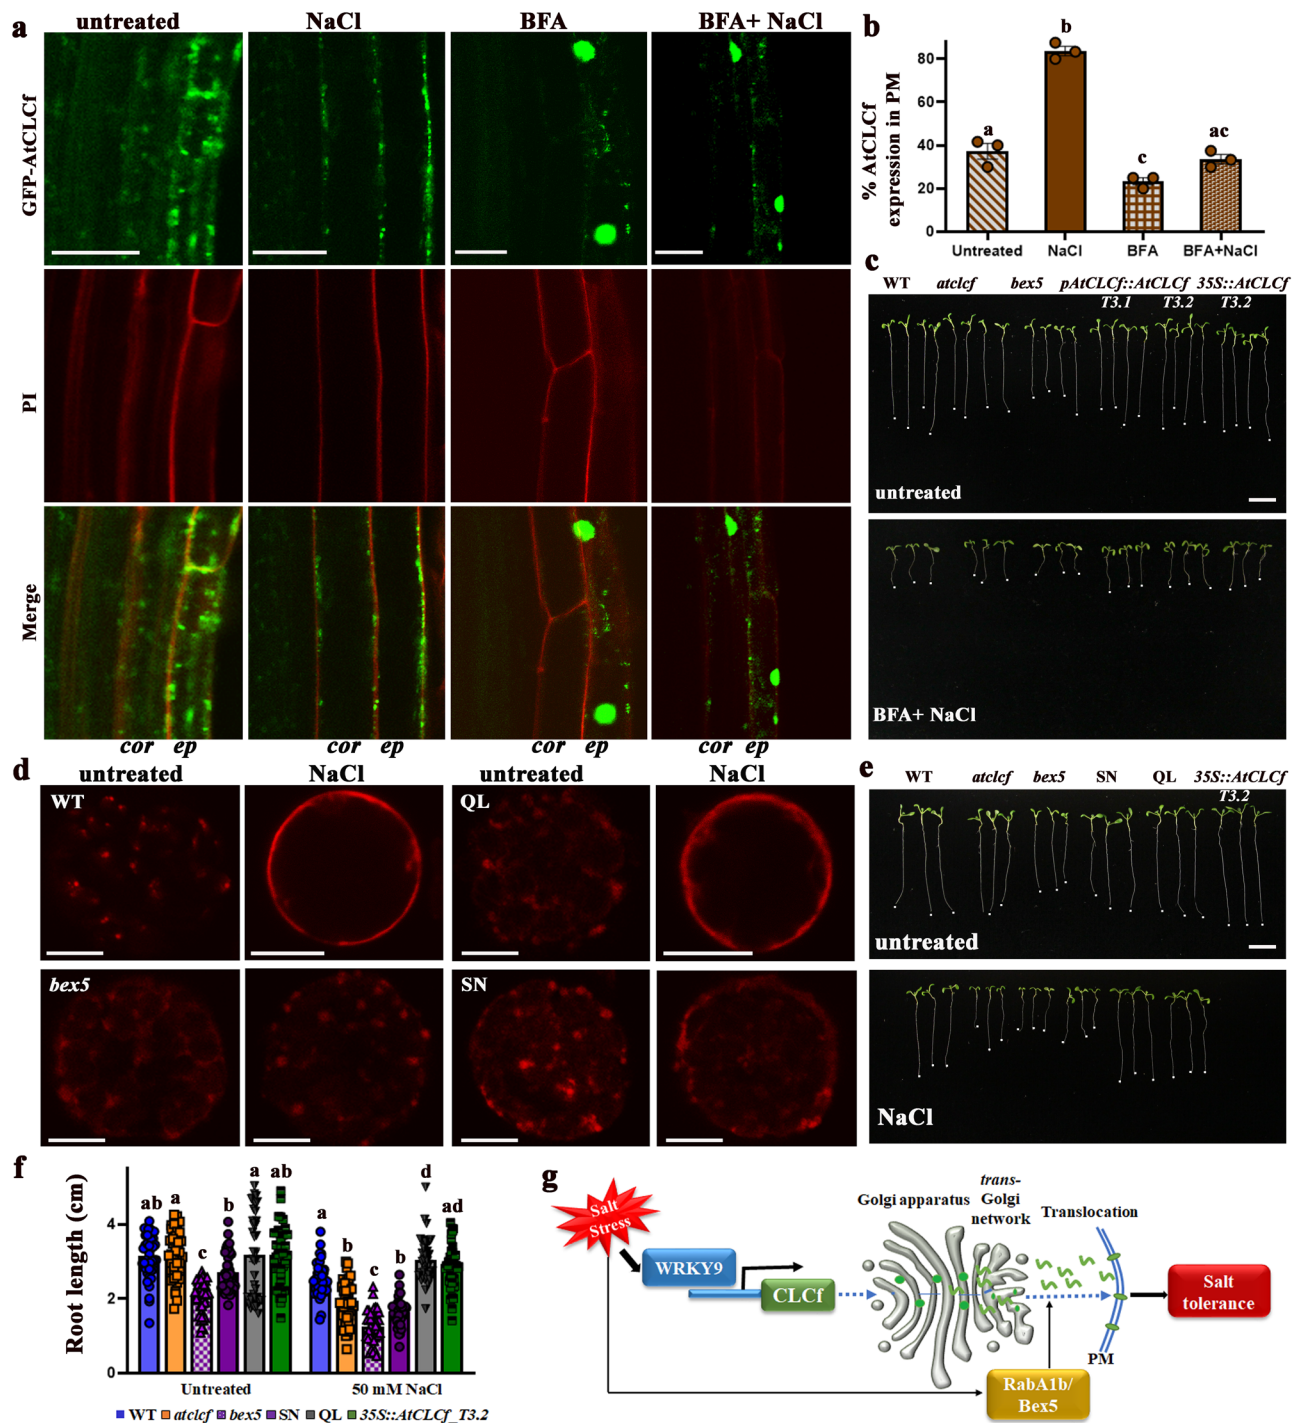 a
untreated
NaCl
BFA
BFA+ NaCl
GFP-AtCLCf
PI
Merge
cor ep
cor ep
cor ep
cor ep
b
% AtCLCf
expression in PM
80
60
40
20
0
a
b
c
ac
Untreated
NaCl
BFA
BFA+NaCl
c
WT
atclcf
bex5
pAtCLCf::AtCLCf
35S::AtCLCf
T3.1
T3.2
T3.2
untreated
BFA+ NaCl
d
untreated
NaCl
untreated
NaCl
WT
QL
bex5
SN
e
WT
atclcf
bex5
SN
QL
35S::AtCLCf
T3.2
untreated
NaCl
f
Root length (cm)
4
2
0
ab
a
c
b
a
ab
a
b
c
b
d
ad
Untreated
50 mM NaCl
WT atclcf bex5 SN QL 35S::AtCLCf_T3.2
g
Salt
Stress
WRKY9
CLCf
Golgi apparatus
trans-
Golgi
network
Translocation
PM
Salt
tolerance
RabA1b/
Bex5